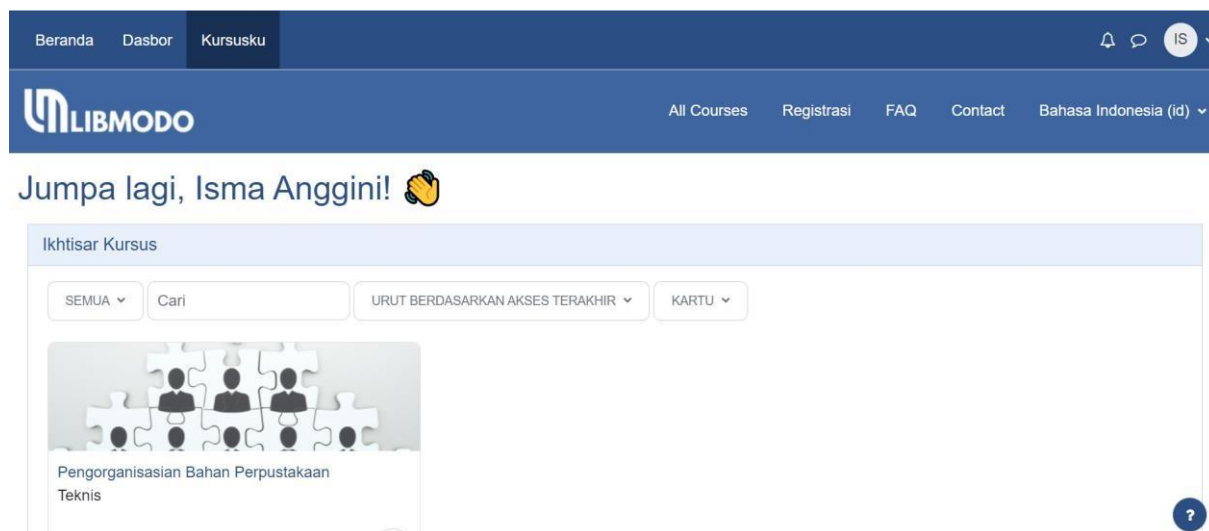 Beranda Dasbor Kursusku IS
LIBMODO All Courses Registrasi FAQ Contact Bahasa Indonesia (id)
Jumpa lagi, Isma Anggini! 👋
Ikhtisar Kursus
SEMUA Cari URUT BERDASARKAN AKSES TERAKHIR KARTU
Pengorganisasian Bahan Perpustakaan
Teknis
?